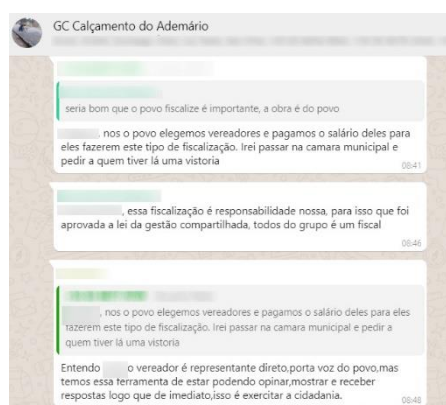 GC Calçamento do Ademário
seria bom que o povo fiscalize é importante, a obra é do povo
, nos o povo elegemos vereadores e pagamos o salário deles para
eles fazerem este tipo de fiscalização. Irei passar na camara municipal e
pedir a quem tiver lá uma vistoria
08:41
, essa fiscalização é responsabilidade nossa, para isso que foi
aprovada a lei da gestão compartilhada, todos do grupo é um fiscal
08:46
, nos o povo elegemos vereadores e pagamos o salário deles para eles
fazerem este tipo de fiscalização. Irei passar na camara municipal e pedir a
quem tiver lá uma vistoria
Entendo o vereador é representante direto,porta voz do povo,mas
temos essa ferramenta de estar podendo opinar,mostrar e receber
respostas logo que de imediato,isso é exercitar a cidadania.
08:48